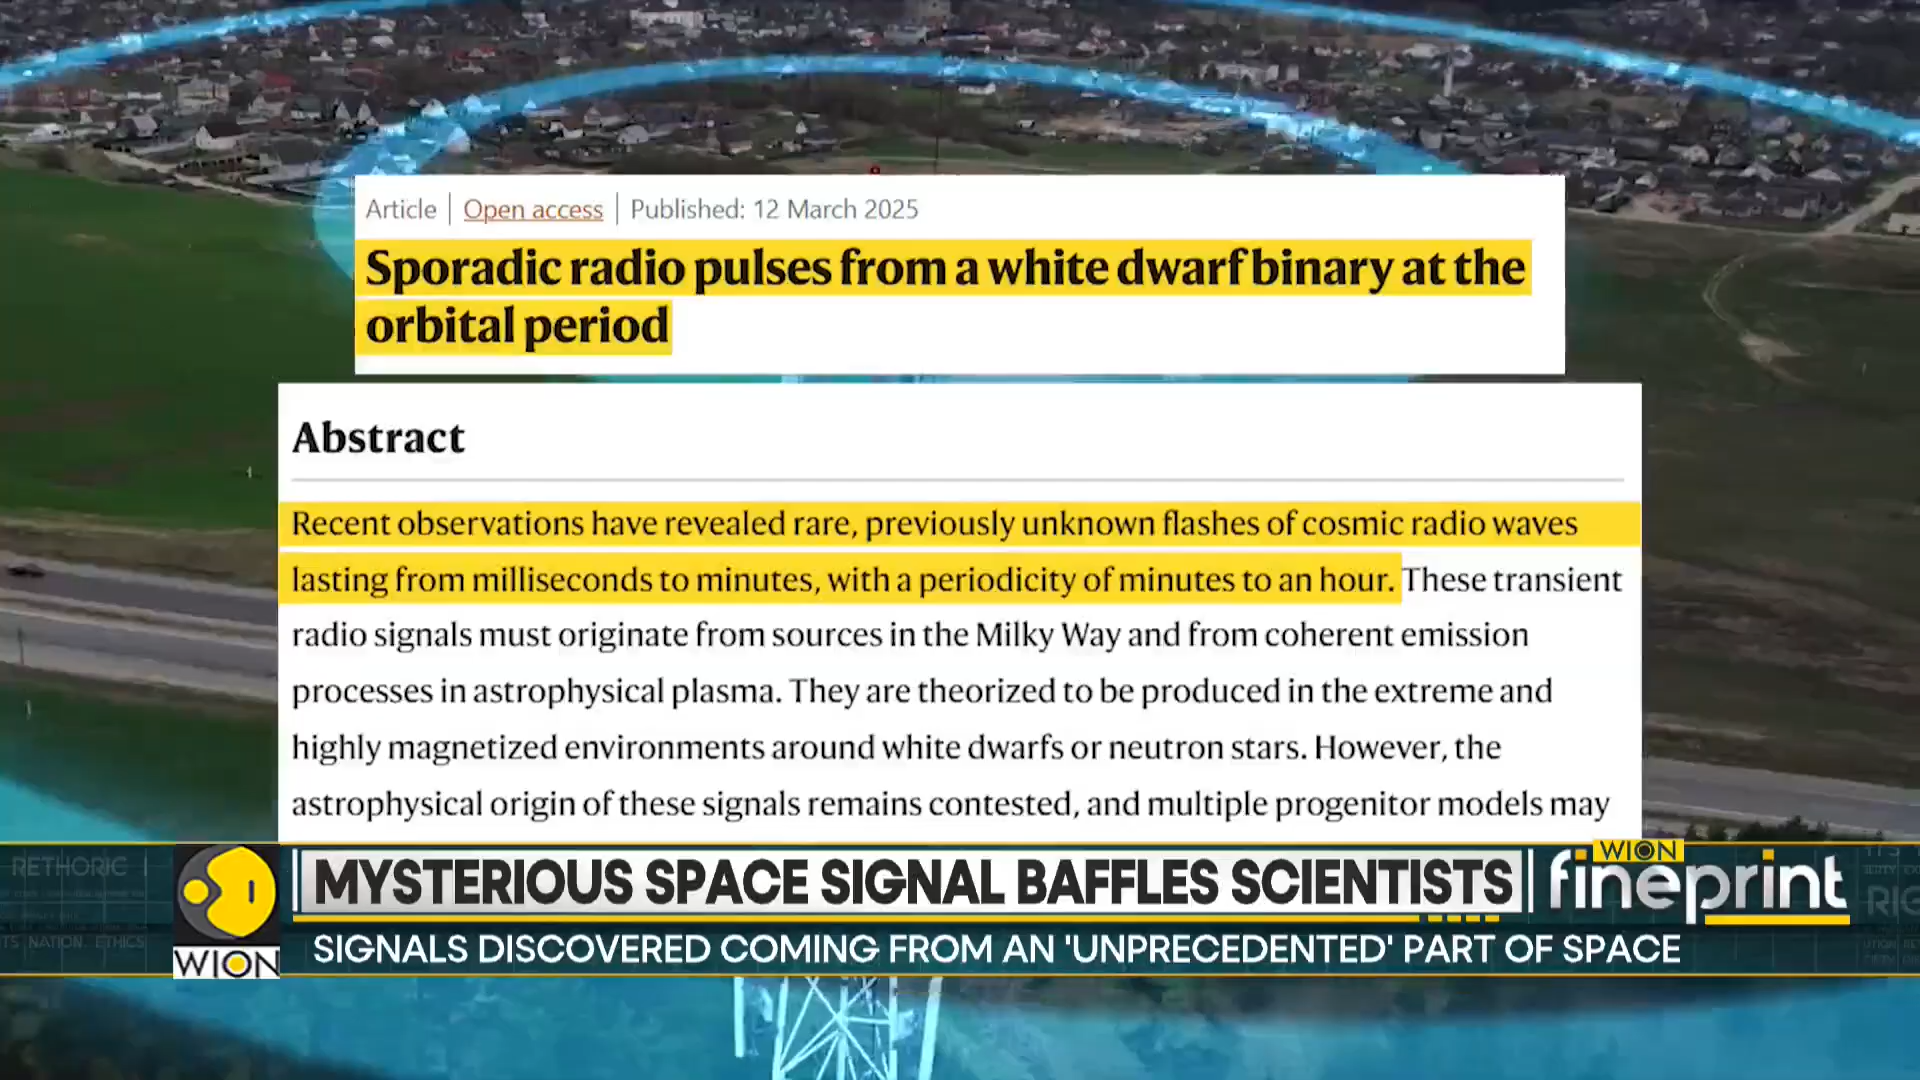 Article | Open access | Published: 12 March 2025
Sporadic radio pulses from a white dwarf binary at the
orbital period
Abstract
Recent observations have revealed rare, previously unknown flashes of cosmic radio waves
lasting from milliseconds to minutes, with a periodicity of minutes to an hour. These transient
radio signals must originate from sources in the Milky Way and from coherent emission
processes in astrophysical plasma. They are theorized to be produced in the extreme and
highly magnetized environments around white dwarfs or neutron stars. However, the
astrophysical origin of these signals remains contested, and multiple progenitor models may
RETHORIC
MYSTERIOUS SPACE SIGNAL BAFFLES SCIENTISTS
WION
fineprint
NATION. ETHICS
WION
SIGNALS DISCOVERED COMING FROM AN 'UNPRECEDENTED' PART OF SPACE